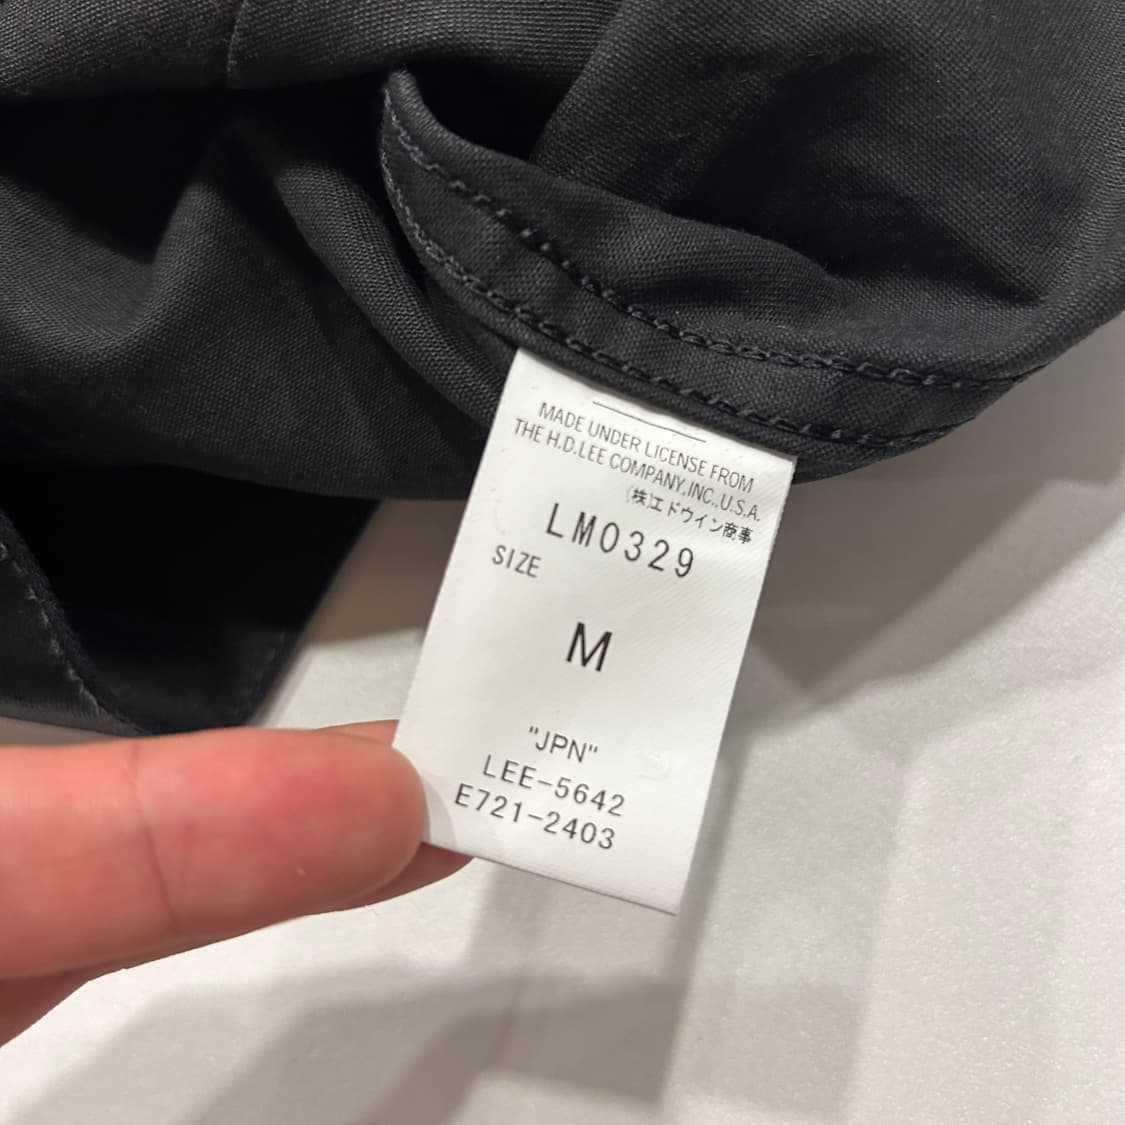 MADE UNDER LICENSE FROM
THE H.D.LEE COMPANY,INC.,U.S.A.
(株)エドウイン商事
LM0329
SIZE
M
"JPN"
LEE-5642
E721-2403